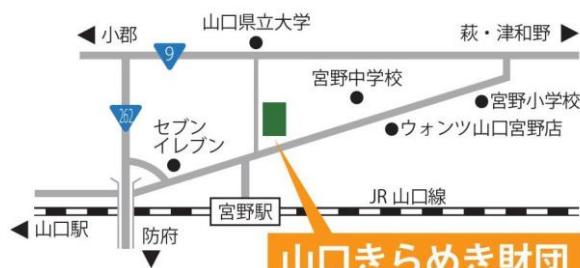 小郡
山口県立大学
萩・津和野
9
宮野中学校
262
宮野小学校
セブン
イレブン
ウォンツ山口宮野店
JR 山口線
宮野駅
山口駅
防府
山口きらめき財団